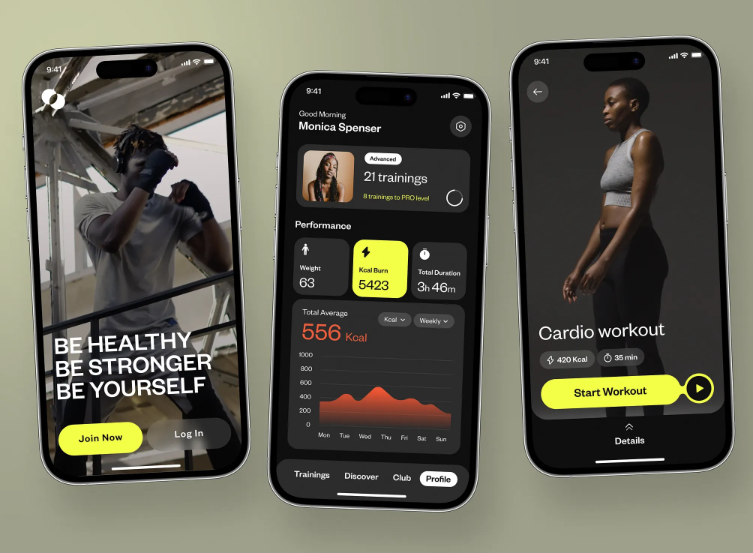 9:41
BE HEALTHY
BE STRONGER
BE YOURSELF
Join Now
Log In
9:41
Good Morning
Monica Spenser
Advanced
21 trainings
8 trainings to PRO level
Performance
Weight
63
Kcal Burn
5423
Total Duration
3h 46m
Total Average
556 Kcal
Kcal
Weekly
1000
800
600
400
200
0
Mon Tue Wed Thu Fri Sat Sun
Trainings Discover Club Profile
9:41
Cardio workout
420 Kcal
35 min
Start Workout
Details